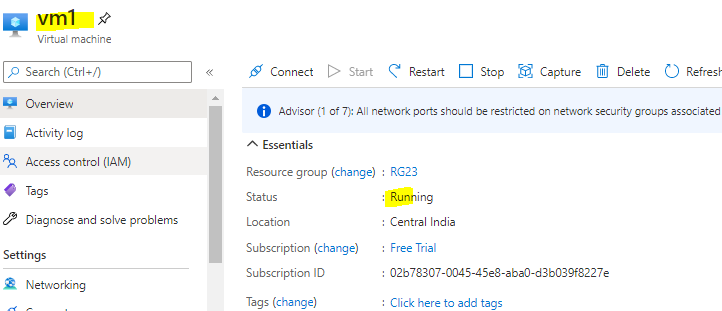 vm1
Virtual machine
Search (Ctrl+/)
«
Connect Start Restart Stop Capture Delete Refresh
Overview
Activity log
Access control (IAM)
Tags
Diagnose and solve problems
Settings
Networking
Advisor (1 of 7): All network ports should be restricted on network security groups associated
Essentials
Resource group (change) : RG23
Status : Running
Location : Central India
Subscription (change) : Free Trial
Subscription ID : 02b78307-0045-45e8-aba0-d3b039f8227e
Tags (change) : Click here to add tags